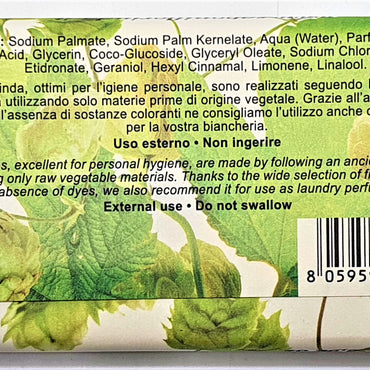 : Sodium Palmate, Sodium Palm Kernelate, Aqua (Water), Parf
Acid, Glycerin, Coco-Glucoside, Glyceryl Oleate, Sodium Chlor
Etidronate, Geraniol, Hexyl Cinnamal, Limonene, Linalool.
inda, ottimi per l'igiene personale, sono realizzati seguendo l
utilizzando solo materie prime di origine vegetale. Grazie all'a
l'assenza di sostanze coloranti ne consigliamo l'utilizzo anche c
per la vostra biancheria.
Uso esterno • Non ingerire
s, excellent for personal hygiene, are made by following an ancie
g only raw vegetable materials. Thanks to the wide selection of f
absence of dyes, we also recommend it for use as laundry perfu
External use • Do not swallow
8 05959